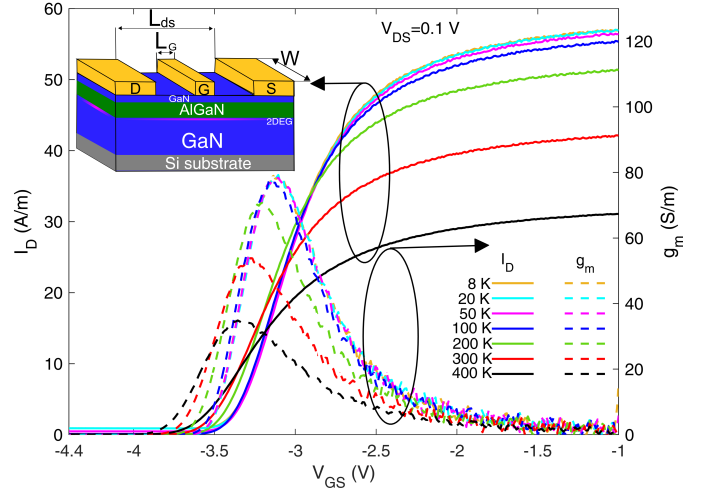 V_DS=0.1 V
L_ds
L_G
W
D
G
S
GaN
AlGaN
2DEG
GaN
Si substrate
I_D (A/m)
60
50
40
30
20
10
0
g_m (S/m)
120
100
80
60
40
20
0
I_D g_m
8 K
20 K
50 K
100 K
200 K
300 K
400 K
-4.4 -4 -3.5 -3 -2.5 -2 -1.5 -1
V_GS (V)